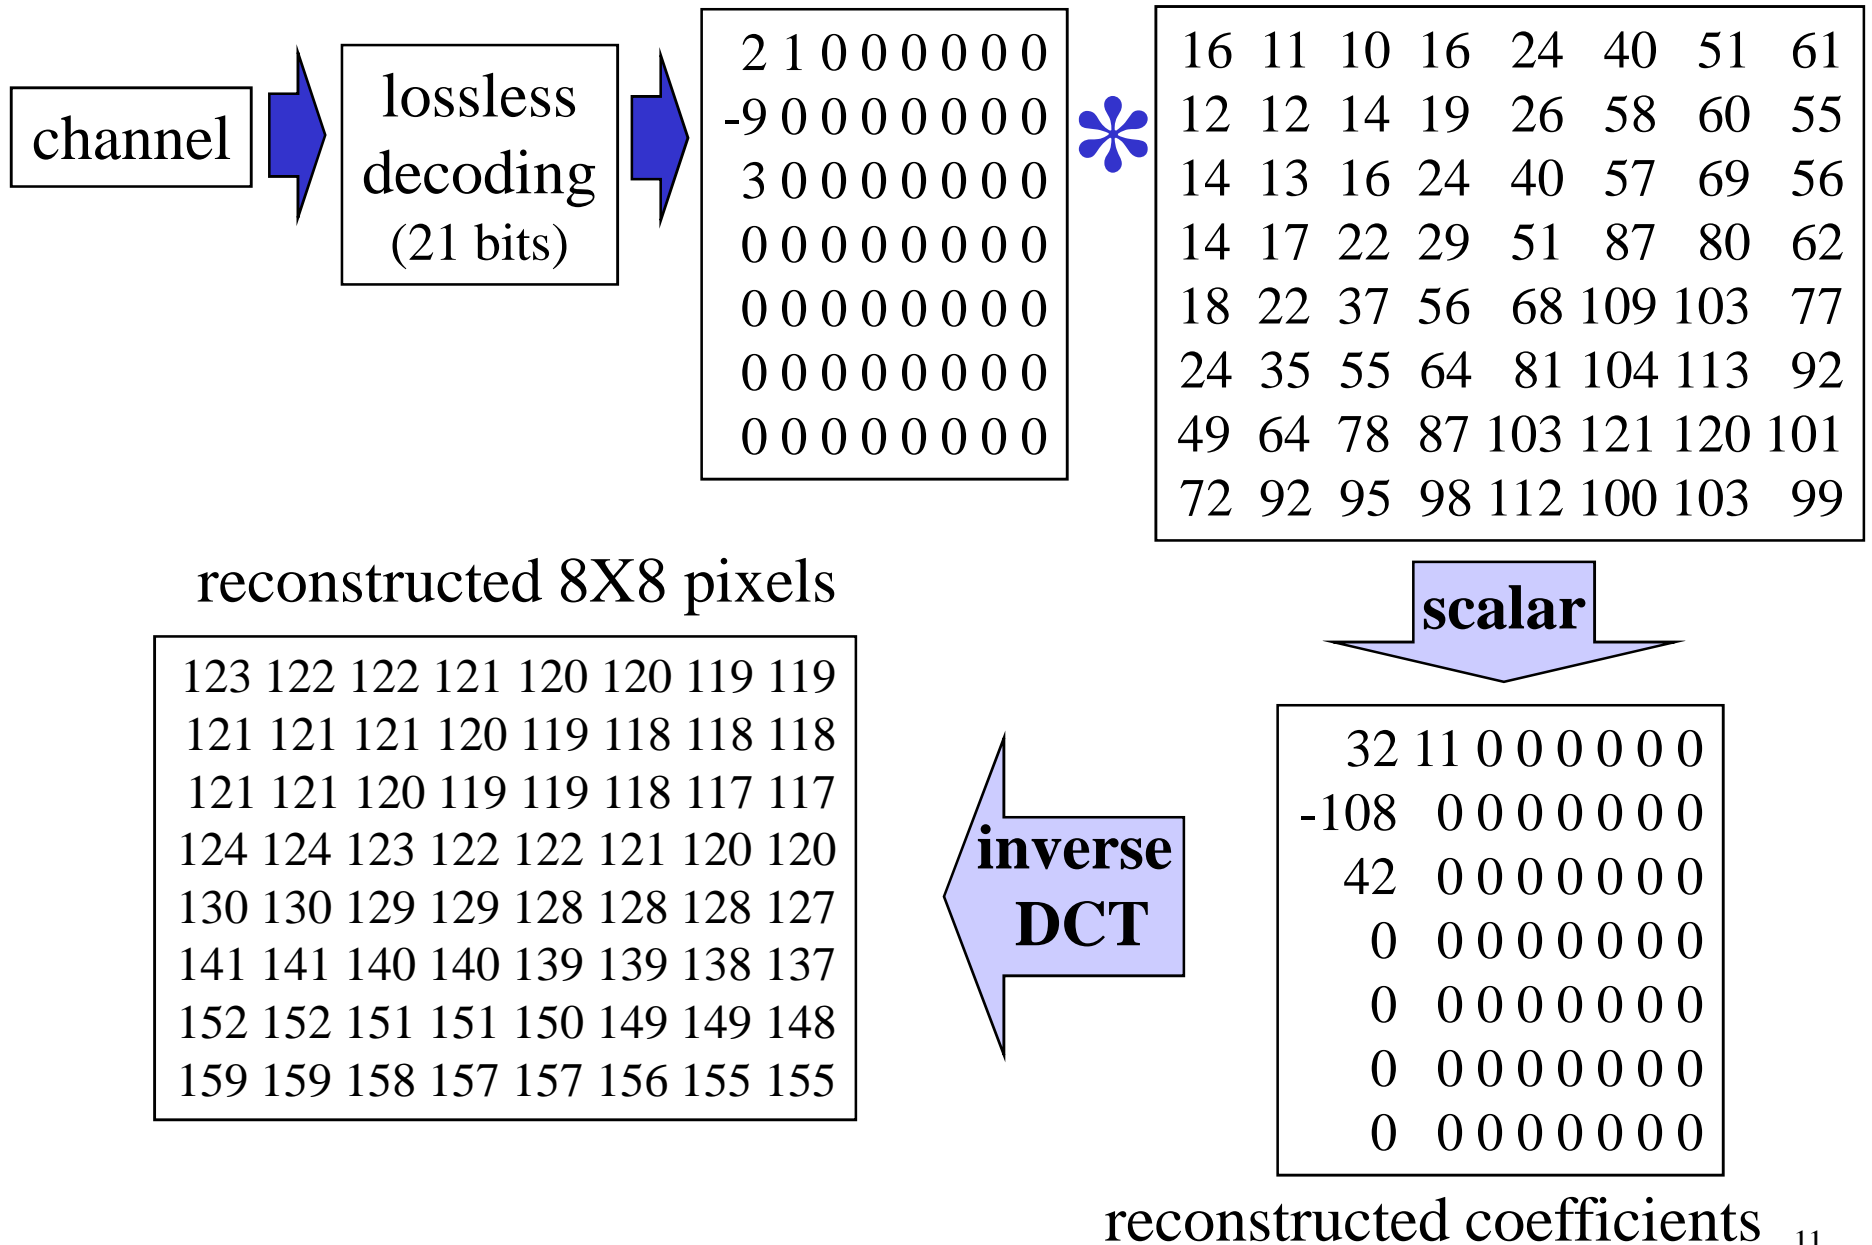 channel
lossless
decoding
(21 bits)
2 1 0 0 0 0 0 0
-9 0 0 0 0 0 0 0
3 0 0 0 0 0 0 0
0 0 0 0 0 0 0 0
0 0 0 0 0 0 0 0
0 0 0 0 0 0 0 0
0 0 0 0 0 0 0 0
*
16 11 10 16 24 40 51 61
12 12 14 19 26 58 60 55
14 13 16 24 40 57 69 56
14 17 22 29 51 87 80 62
18 22 37 56 68 109 103 77
24 35 55 64 81 104 113 92
49 64 78 87 103 121 120 101
72 92 95 98 112 100 103 99
scalar
32 11 0 0 0 0 0 0
-108 0 0 0 0 0 0 0
42 0 0 0 0 0 0 0
0 0 0 0 0 0 0 0
0 0 0 0 0 0 0 0
0 0 0 0 0 0 0 0
0 0 0 0 0 0 0 0
reconstructed coefficients
inverse
DCT
reconstructed 8X8 pixels
123 122 122 121 120 120 119 119
121 121 121 120 119 118 118 118
121 121 120 119 119 118 117 117
124 124 123 122 122 121 120 120
130 130 129 129 128 128 128 127
141 141 140 140 139 139 138 137
152 152 151 151 150 149 149 148
159 159 158 157 157 156 155 155
11